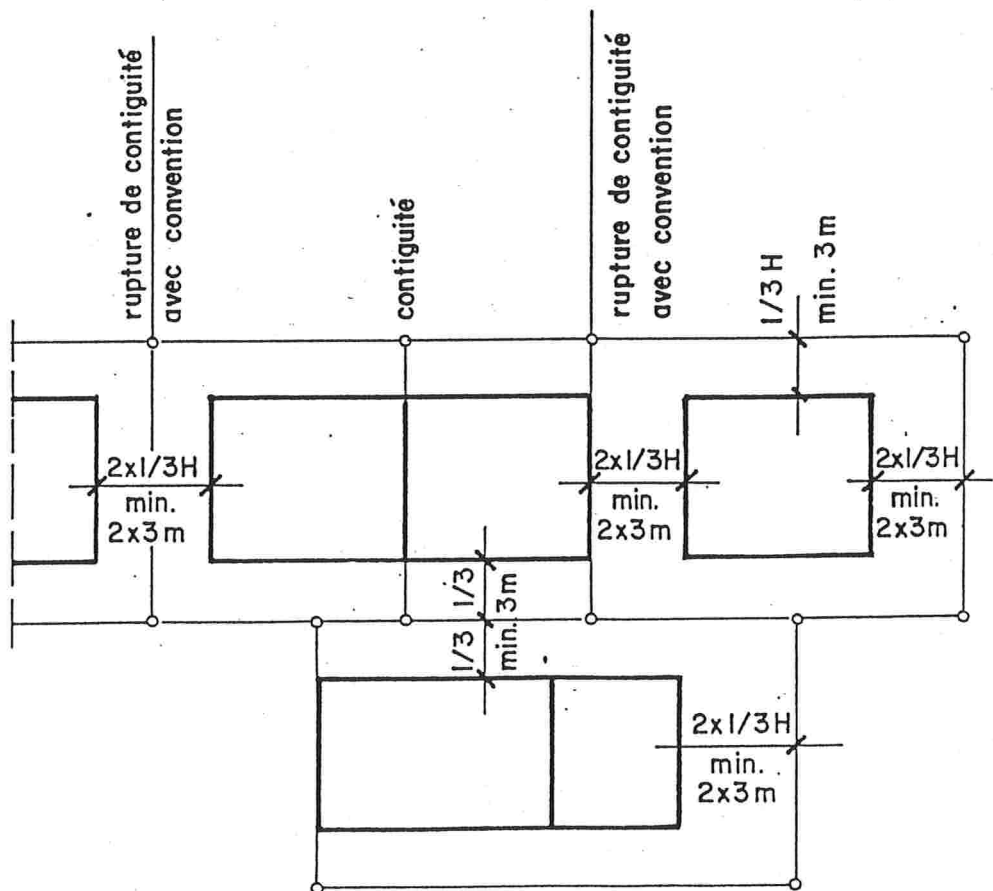 rupture de contiguité
avec convention
contiguité
rupture de contiguité
avec convention
1/3 H
min. 3m
2x1/3H
min.
2x3m
2x1/3H
min.
2x3m
2x1/3H
min.
2x3m
1/3
1/3
min. 3m
2x1/3H
min.
2x3m